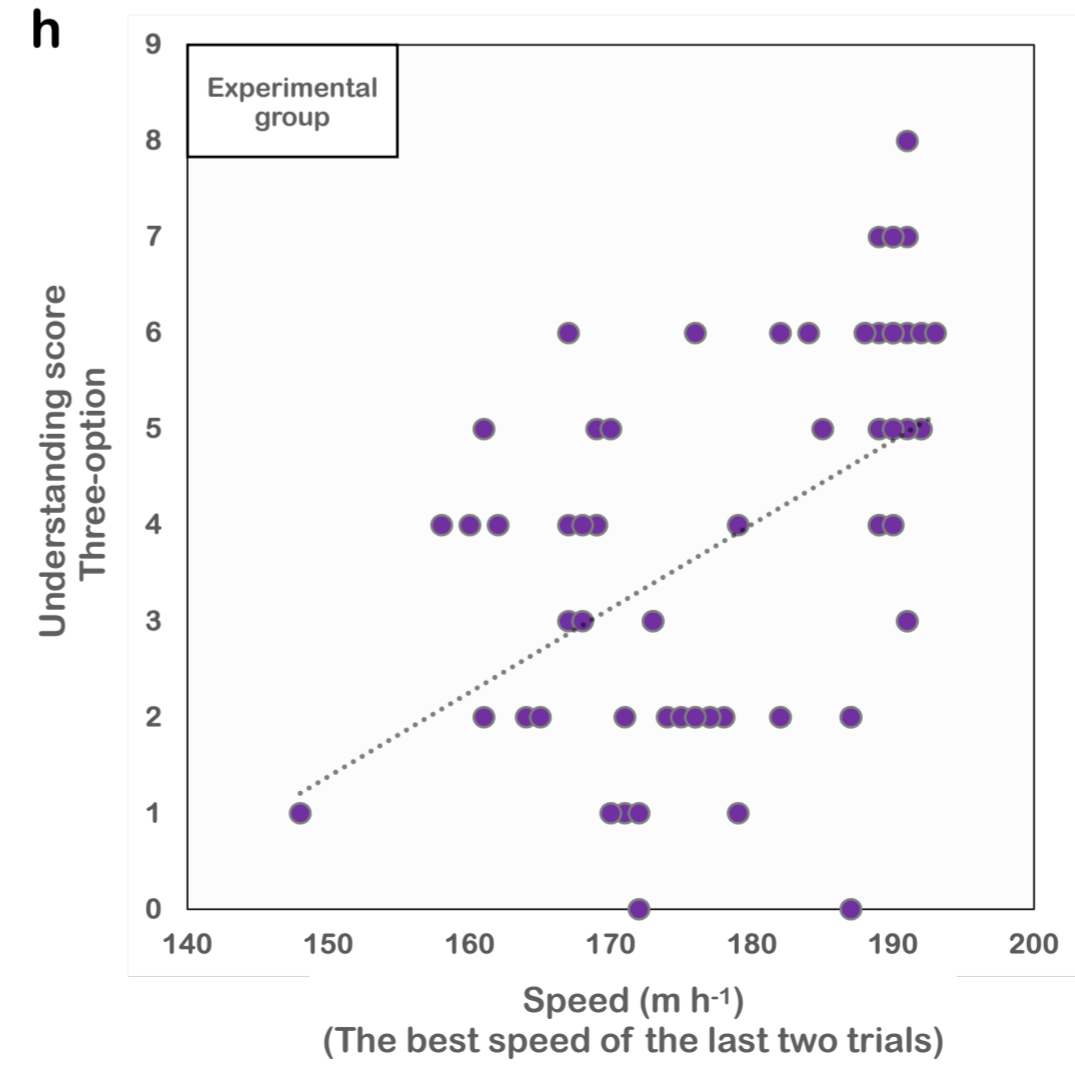 h
Experimental
group
9
8
7
6
5
4
3
2
1
0
Understanding score
Three-option
140 150 160 170 180 190 200
Speed (m h-1)
(The best speed of the last two trials)